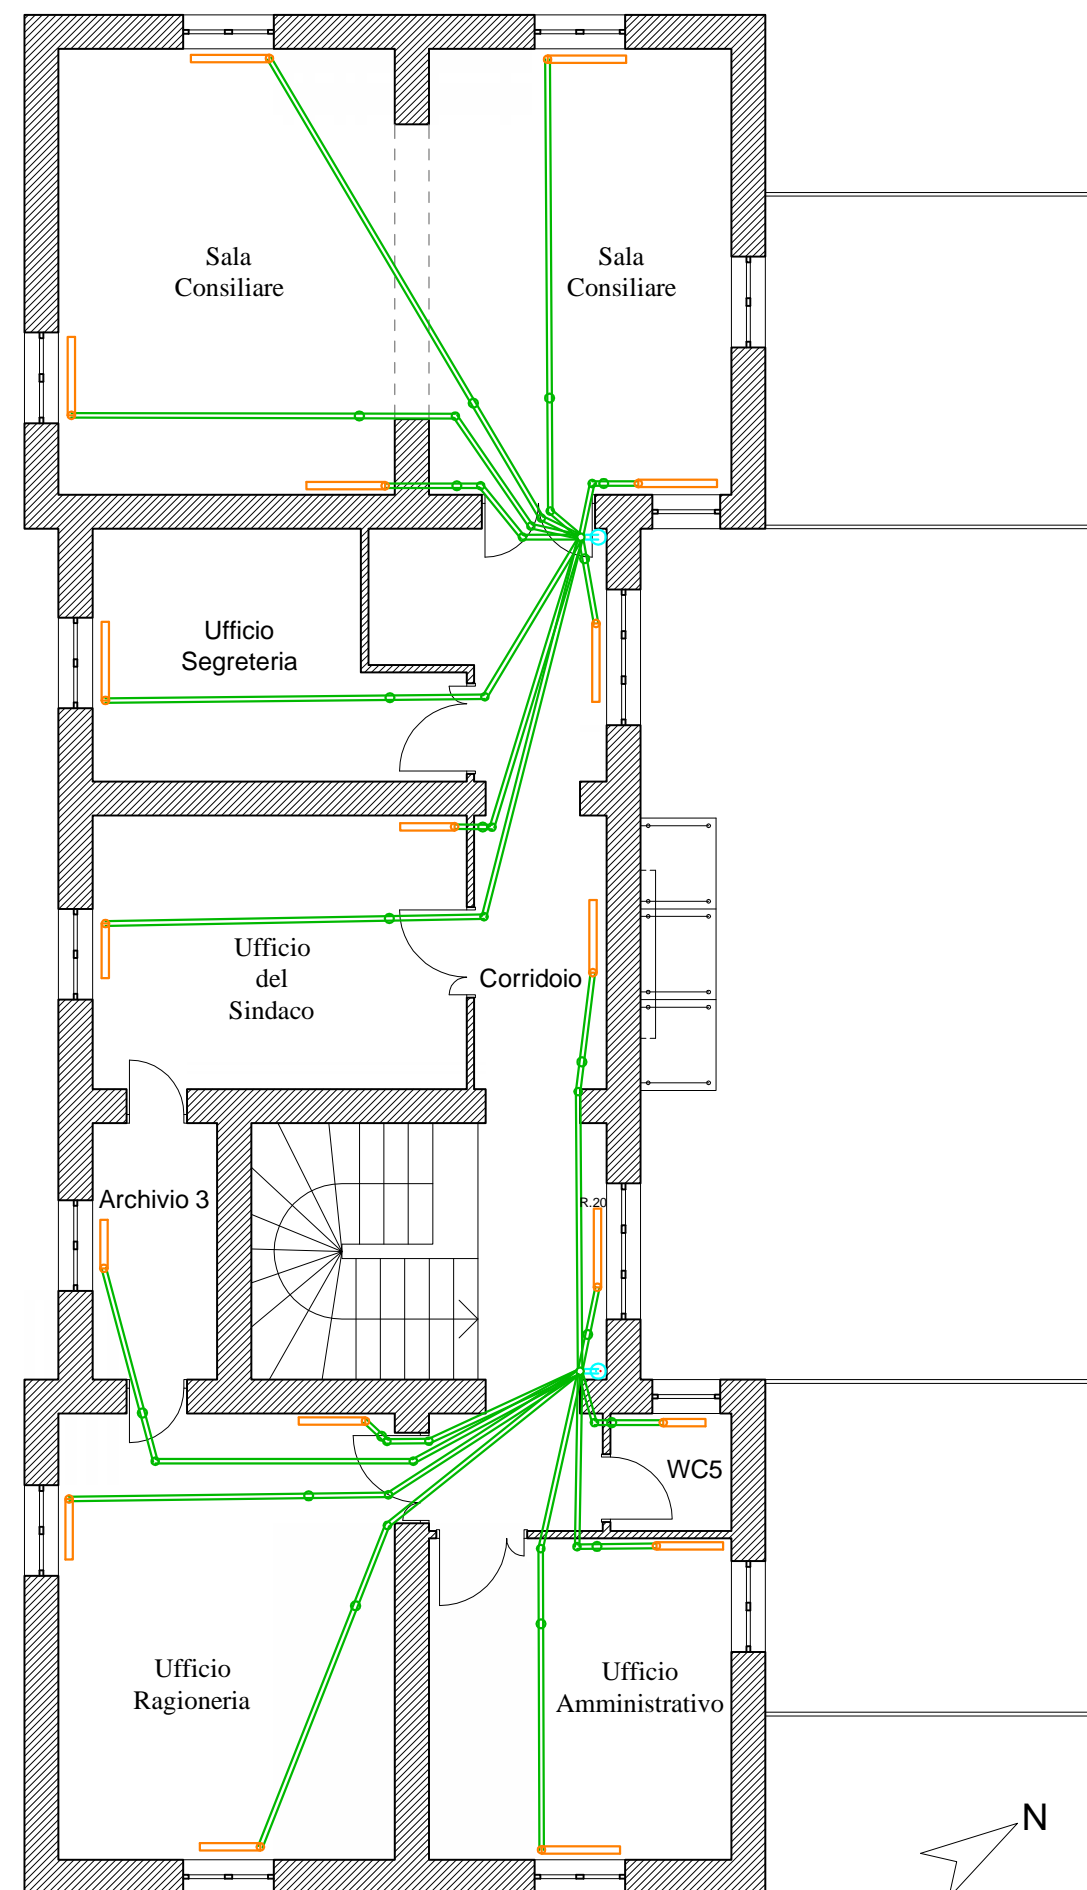 Sala
Consiliare
Sala
Consiliare
Ufficio
Segreteria
Ufficio
del
Sindaco
Corridoio
Archivio 3
R.20
WC5
Ufficio
Ragioneria
Ufficio
Amministrativo
N